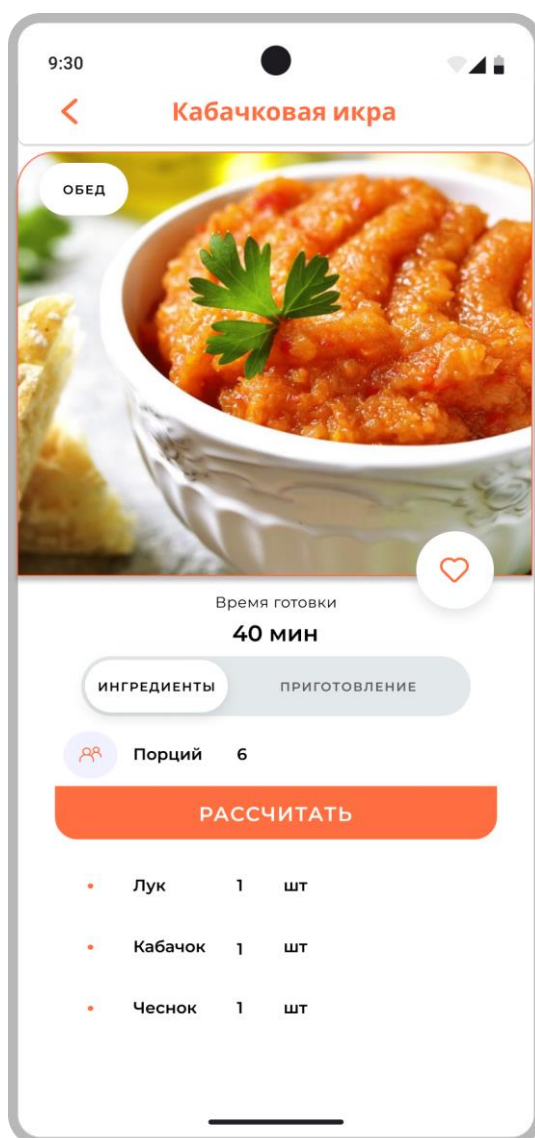 9:30
Кабачковая икра
ОБЕД
Время готовки
40 мин
ИНГРЕДИЕНТЫ ПРИГОТОВЛЕНИЕ
Порций 6
РАССЧИТАТЬ
Лук 1 шт
Кабачок 1 шт
Чеснок 1 шт